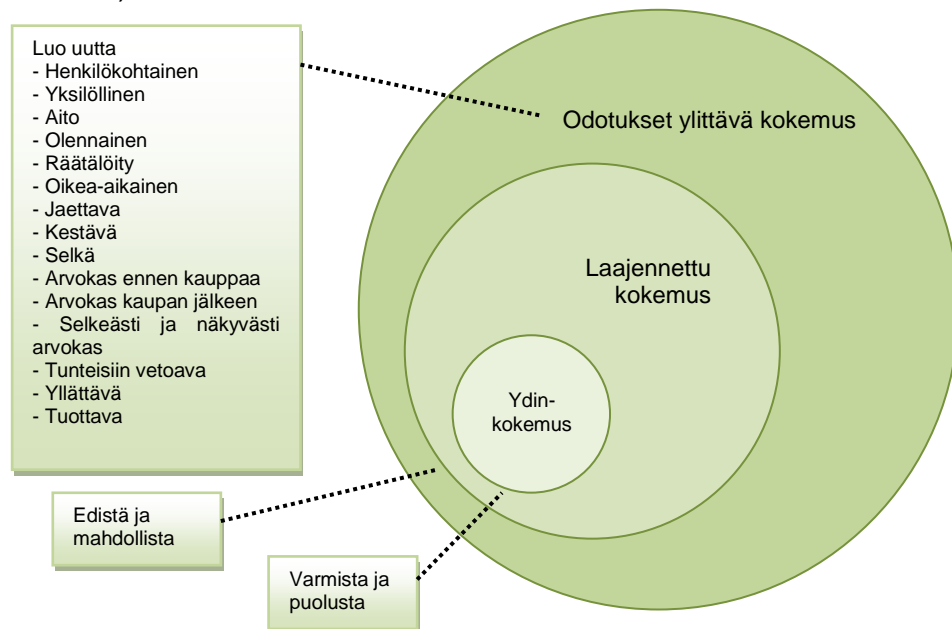 Luo uutta
- Henkilökohtainen
- Yksilöllinen
- Aito
- Olennainen
- Räätälöity
- Oikea-aikainen
- Jaettava
- Kestävä
- Selkä
- Arvokas ennen kauppaa
- Arvokas kaupan jälkeen
- Selkeästi ja näkyvästi
arvokas
- Tunteisiin vetoava
- Yllättävä
- Tuottava
Odotukset ylittävä kokemus
Laajennettu
kokemus
Ydin-
kokemus
Edistä ja
mahdollista
Varmista ja
puolusta